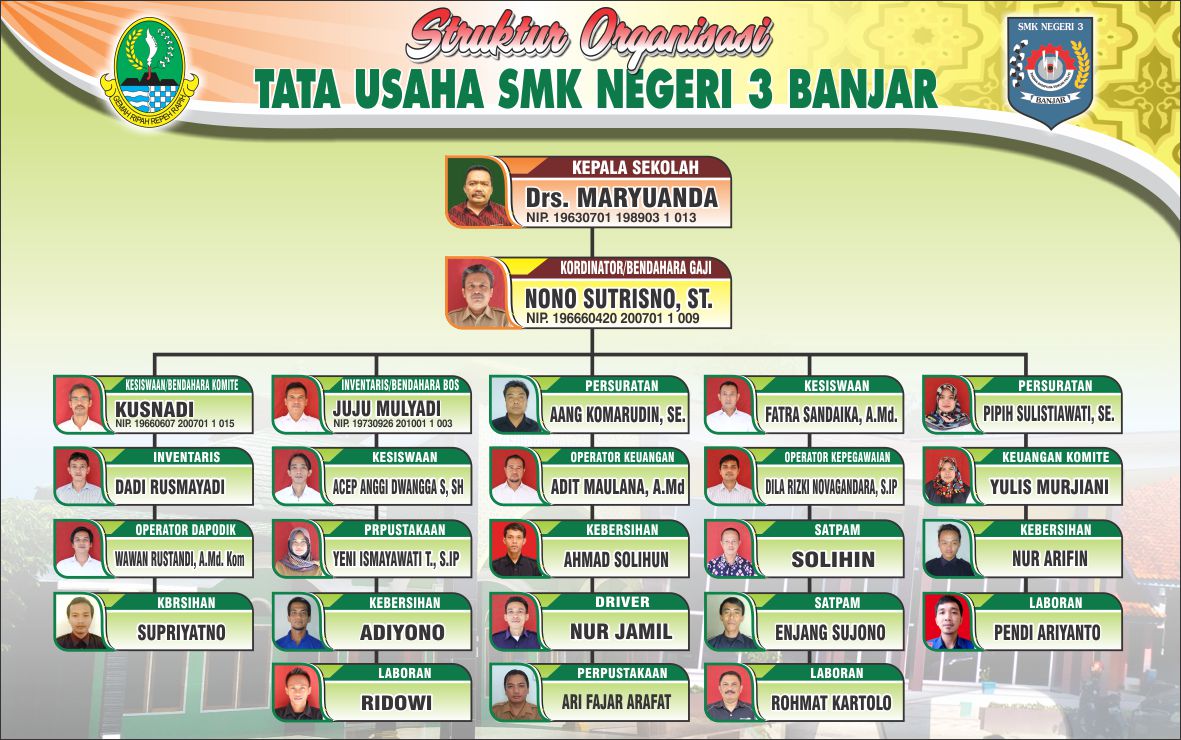 Struktur Organisasi
TATA USAHA SMK NEGERI 3 BANJAR
GEMAH RIPAH REPEH RAPIH
SMK NEGERI 3
BANJAR
KEPALA SEKOLAH
Drs. MARYUANDA
NIP. 19630701 198903 1 013
KORDINATOR/BENDAHARA GAJI
NONO SUTRISNO, ST.
NIP. 196660420 200701 1 009
KESISWAAN/BENDAHARA KOMITE
KUSNADI
NIP. 19660607 200701 1 015
INVENTARIS/BENDAHARA BOS
JUJU MULYADI
NIP. 19730926 201001 1 003
PERSURATAN
AANG KOMARUDIN, SE.
KESISWAAN
FATRA SANDAIKA, A.Md.
PERSURATAN
PIPIH SULISTIAWATI, SE.
INVENTARIS
DADI RUSMAYADI
KESISWAAN
ACEP ANGGI DWANGGA S, SH
OPERATOR KEUANGAN
ADIT MAULANA, A.Md
OPERATOR KEPEGAWAIAN
DILA RIZKI NOVAGANDARA, S.IP
KEUANGAN KOMITE
YULIS MURJIANI
OPERATOR DAPODIK
WAWAN RUSTANDI, A.Md. Kom
PRPUSTAKAAN
YENI ISMAYAWATI T., S.IP
KEBERSIHAN
AHMAD SOLIHUN
SATPAM
SOLIHIN
KEBERSIHAN
NUR ARIFIN
KBRSIHAN
SUPRIYATNO
KEBERSIHAN
ADIYONO
DRIVER
NUR JAMIL
SATPAM
ENJANG SUJONO
LABORAN
PENDI ARIYANTO
LABORAN
RIDOWI
PERPUSTAKAAN
ARI FAJAR ARAFAT
LABORAN
ROHMAT KARTOLO